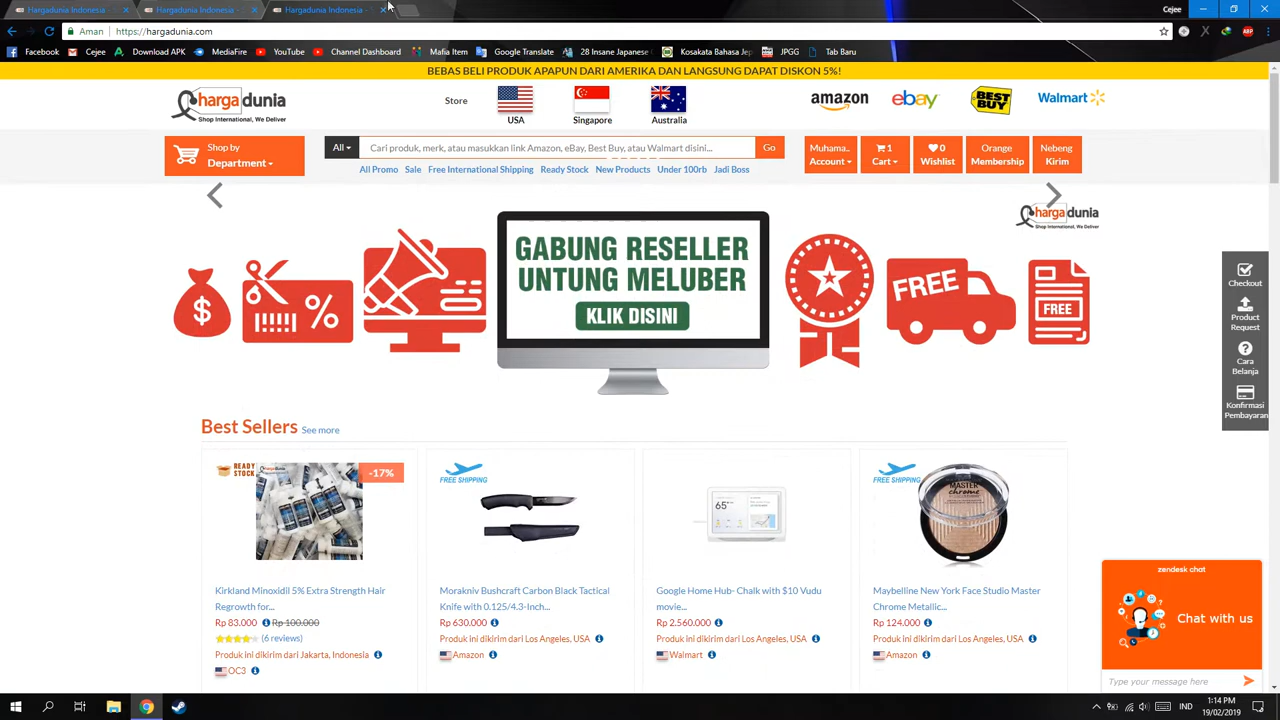 Hargadunia Indonesia - Hargadunia Indonesia - Hargadunia Indonesia - Cejee
Aman https://hargadunia.com
Facebook Cejee Download APK MediaFire YouTube Channel Dashboard Mafia Item Google Translate 28 Insane Japanese Kosakata Bahasa Jep JPGG Tab Baru
BEBAS BELI PRODUK APAPUN DARI AMERIKA DAN LANGSUNG DAPAT DISKON 5%!
hargadunia
Shop International, We Deliver
Store
USA Singapore Australia
amazon ebay BEST BUY Walmart
Shop by
Department
All Cari produk, merk, atau masukkan link Amazon, eBay, Best Buy, atau Walmart disini... Go
Muhama.. 1 0 Orange Nebeng
Account Cart Wishlist Membership Kirim
All Promo Sale Free International Shipping Ready Stock New Products Under 100rb Jadi Boss
hargadunia
Shop International, We Deliver
GABUNG RESELLER
UNTUNG MELUBER
KLIK DISINI
$ % FREE FREE
Checkout
Product
Request
Cara
Belanja
Konfirmasi
Pembayaran
Best Sellers See more
READY
STOCK
hargadunia
-17%
Kirkland Minoxidil 5% Extra Strength Hair
Regrowth for...
Rp 83.000 Rp 100.000
(6 reviews)
Produk ini dikirim dari Jakarta, Indonesia
OC3
FREE SHIPPING
Morakniv Bushcraft Carbon Black Tactical
Knife with 0.125/4.3-Inch...
Rp 630.000
Produk ini dikirim dari Los Angeles, USA
Amazon
65°
Google Home Hub- Chalk with $10 Vudu
movie...
Rp 2.560.000
Produk ini dikirim dari Los Angeles, USA
Walmart
FREE SHIPPING
MASTER
chrome
Maybelline New York Face Studio Master
Chrome Metallic...
Rp 124.000
Produk ini dikirim dari Los Angeles, USA
Amazon
zendesk chat
Chat with us
Type your message here
IND
1:14 PM
19/02/2019